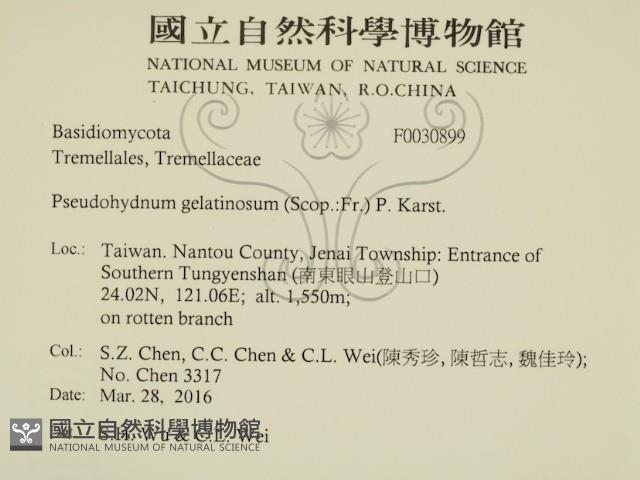 國立自然科學博物館
NATIONAL MUSEUM OF NATURAL SCIENCE
TAICHUNG, TAIWAN, R.O.CHINA
Basidiomycota F0030899
Tremellales, Tremellaceae
Pseudohydnum gelatinosum (Scop.:Fr.) P. Karst.
Loc.: Taiwan. Nantou County, Jenai Township: Entrance of
Southern Tungyenshan (南東眼山登山口)
24.02N, 121.06E; alt. 1,550m;
on rotten branch
Col.: S.Z. Chen, C.C. Chen & C.L. Wei(陳秀珍, 陳哲志, 魏佳玲);
No. Chen 3317
Date: Mar. 28, 2016
S.H. Wu & C.L. Wei
國立自然科學博物館
NATIONAL MUSEUM OF NATURAL SCIENCE